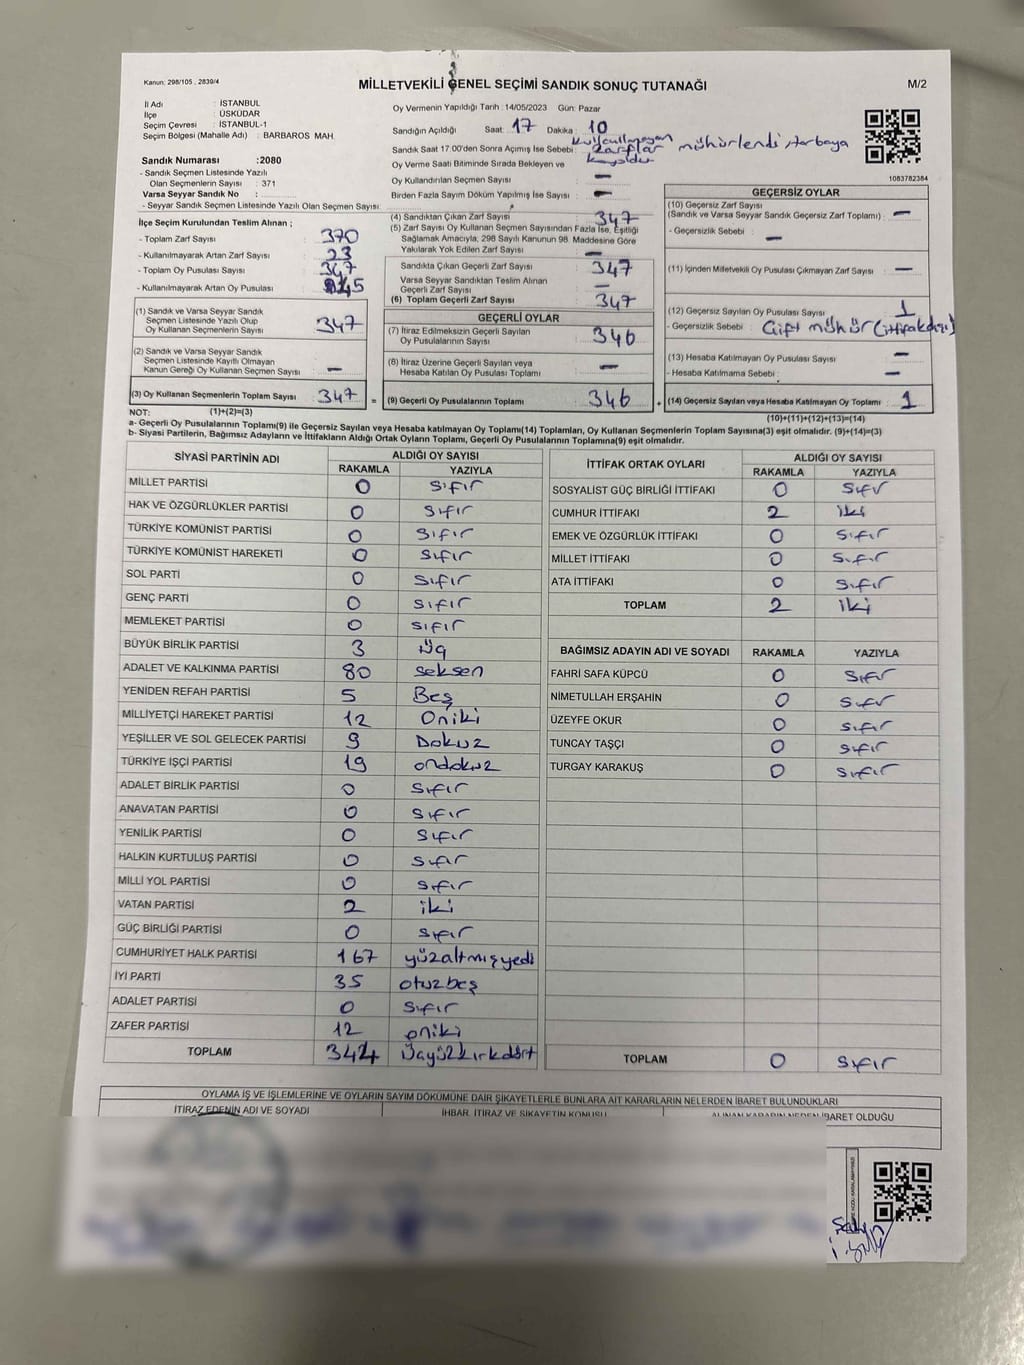 Kanun: 298/105 , 2839/4
MİLLETVEKİLİ GENEL SEÇİMİ SANDIK SONUÇ TUTANAĞI
M/2
İl Adı : İSTANBUL
İlçe : ÜSKÜDAR
Seçim Çevresi : İSTANBUL-1
Seçim Bölgesi (Mahalle Adı) : BARBAROS MAH.
Sandık Numarası :2080
- Sandık Seçmen Listesinde Yazılı
Olan Seçmenlerin Sayısı : 371
Varsa Seyyar Sandık No :
- Seyyar Sandık Seçmen Listesinde Yazılı Olan Seçmen Sayısı:
Oy Vermenin Yapıldığı Tarih : 14/05/2023 Gün: Pazar
Sandığın Açıldığı Saat: 17 Dakika: 10
Sandık Saat 17:00'den Sonra Açılmış İse Sebebi: Kullanılmayan zarflar mühürlendi, torbaya
Oy Verme Saati Bitiminde Sırada Bekleyen ve koyuldu
Oy Kullandırılan Seçmen Sayısı : —
Birden Fazla Sayım Döküm Yapılmış İse Sayısı : —
1083782384
İlçe Seçim Kurulundan Teslim Alınan ;
- Toplam Zarf Sayısı : 370
- Kullanılmayarak Artan Zarf Sayısı : 23
- Toplam Oy Pusulası Sayısı :
- Kullanılmayarak Artan Oy Pusulası :
(1) Sandık ve Varsa Seyyar Sandık
Seçmen Listesinde Yazılı Olup
Oy Kullanan Seçmenlerin Sayısı : 347
(2) Sandık ve Varsa Seyyar Sandık
Seçmen Listesinde Kayıtlı Olmayan
Kanun Gereği Oy Kullanan Seçmen Sayısı : —
(3) Oy Kullanan Seçmenlerin Toplam Sayısı : 347 =
(4) Sandıktan Çıkan Zarf Sayısı : 347
(5) Zarf Sayısı Oy Kullanan Seçmen Sayısından Fazla İse, Eşitliği
Sağlamak Amacıyla, 298 Sayılı Kanunun 98. Maddesine Göre
Yakılarak Yok Edilen Zarf Sayısı : —
Sandıkta Çıkan Geçerli Zarf Sayısı : 347
Varsa Seyyar Sandıktan Teslim Alınan
Geçerli Zarf Sayısı : —
(6) Toplam Geçerli Zarf Sayısı : 347
GEÇERLİ OYLAR
(7) İtiraz Edilmeksizin Geçerli Sayılan
Oy Pusulalarının Sayısı : 346
(8) İtiraz Üzerine Geçerli Sayılan veya
Hesaba Katılan Oy Pusulası Toplamı : —
(9) Geçerli Oy Pusulalarının Toplamı : 346 +
GEÇERSİZ OYLAR
(10) Geçersiz Zarf Sayısı
(Sandık ve Varsa Seyyar Sandık Geçersiz Zarf Toplamı) : —
- Geçersizlik Sebebi : —
(11) İçinden Milletvekili Oy Pusulası Çıkmayan Zarf Sayısı : —
(12) Geçersiz Sayılan Oy Pusulası Sayısı : 1
- Geçersizlik Sebebi : Çift mühür (ittifakdışı)
(13) Hesaba Katılmayan Oy Pusulası Sayısı : —
- Hesaba Katılmama Sebebi : —
(14) Geçersiz Sayılan veya Hesaba Katılmayan Oy Toplamı : 1
NOT: (1)+(2)=(3) (10)+(11)+(12)+(13)=(14)
a- Geçerli Oy Pusulalarının Toplamı(9) ile Geçersiz Sayılan veya Hesaba Katılmayan Oy Toplamı(14) Toplamları, Oy Kullanan Seçmenlerin Toplam Sayısına(3) eşit olmalıdır. (9)+(14)=(3)
b- Siyasi Partilerin, Bağımsız Adayların ve İttifakların Aldığı Ortak Oyların Toplamı, Geçerli Oy Pusulalarının Toplamına(9) eşit olmalıdır.
SİYASİ PARTİNİN ADI ALDIĞI OY SAYISI
RAKAMLA YAZIYLA
MİLLET PARTİSİ 0 sıfır
HAK VE ÖZGÜRLÜKLER PARTİSİ 0 sıfır
TÜRKİYE KOMÜNİST PARTİSİ 0 sıfır
TÜRKİYE KOMÜNİST HAREKETİ 0 sıfır
SOL PARTİ 0 sıfır
GENÇ PARTİ 0 sıfır
MEMLEKET PARTİSİ 0 sıfır
BÜYÜK BİRLİK PARTİSİ 3 üç
ADALET VE KALKINMA PARTİSİ 80 seksen
YENİDEN REFAH PARTİSİ 5 Beş
MİLLİYETÇİ HAREKET PARTİSİ 12 Oniki
YEŞİLLER VE SOL GELECEK PARTİSİ 9 Dokuz
TÜRKİYE İŞÇİ PARTİSİ 19 ondokuz
ADALET BİRLİK PARTİSİ 0 sıfır
ANAVATAN PARTİSİ 0 sıfır
YENİLİK PARTİSİ 0 sıfır
HALKIN KURTULUŞ PARTİSİ 0 sıfır
MİLLİ YOL PARTİSİ 0 sıfır
VATAN PARTİSİ 2 iki
GÜÇ BİRLİĞİ PARTİSİ 0 sıfır
CUMHURİYET HALK PARTİSİ 167 yüzaltmışyedi
İYİ PARTİ 35 otuzbeş
ADALET PARTİSİ 0 sıfır
ZAFER PARTİSİ 12 oniki
TOPLAM 344 Üçyüzkırkdört
İTTİFAK ORTAK OYLARI ALDIĞI OY SAYISI
RAKAMLA YAZIYLA
SOSYALİST GÜÇ BİRLİĞİ İTTİFAKI 0 sıfır
CUMHUR İTTİFAKI 2 iki
EMEK VE ÖZGÜRLÜK İTTİFAKI 0 sıfır
MİLLET İTTİFAKI 0 sıfır
ATA İTTİFAKI 0 sıfır
TOPLAM 2 iki
BAĞIMSIZ ADAYIN ADI VE SOYADI RAKAMLA YAZIYLA
FAHRİ SAFA KÜPCÜ 0 sıfır
NİMETULLAH ERŞAHİN 0 sıfır
ÜZEYFE OKUR 0 sıfır
TUNCAY TAŞÇI 0 sıfır
TURGAY KARAKUŞ 0 sıfır
TOPLAM 0 sıfır
OYLAMA İŞ VE İŞLEMLERİNE VE OYLARIN SAYIM DÖKÜMÜNE DAİR ŞİKAYETLERLE BUNLARA AİT KARARLARIN NELERDEN İBARET BULUNDUKLARI
İTİRAZ EDENİN ADI VE SOYADI İHBAR, İTİRAZ VE ŞİKAYETİN KONUSU ALINAN KARARIN NEDEN İBARET OLDUĞU